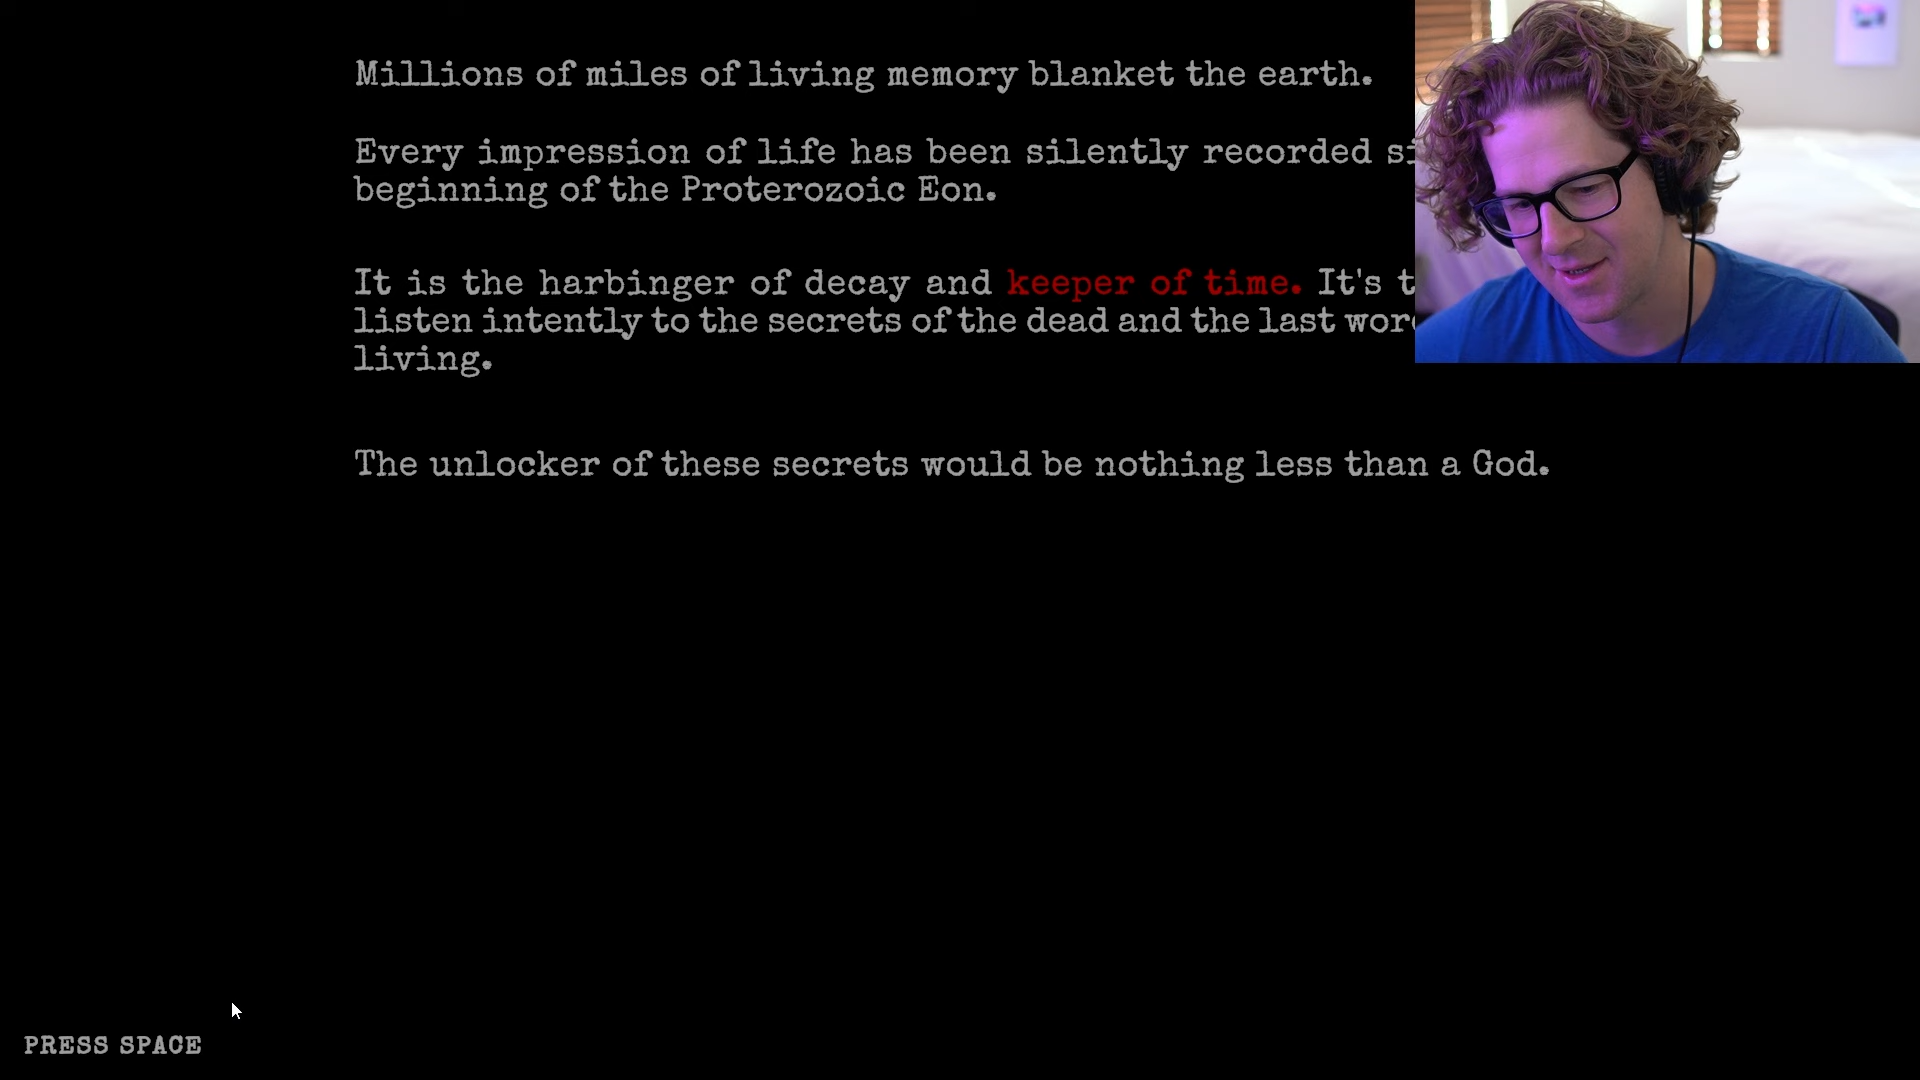 Millions of miles of living memory blanket the earth.
Every impression of life has been silently recorded
beginning of the Proterozoic Eon.
It is the harbinger of decay and keeper of time. It's
listen intently to the secrets of the dead and the last
living.
The unlocker of these secrets would be nothing less than a God.
PRESS SPACE